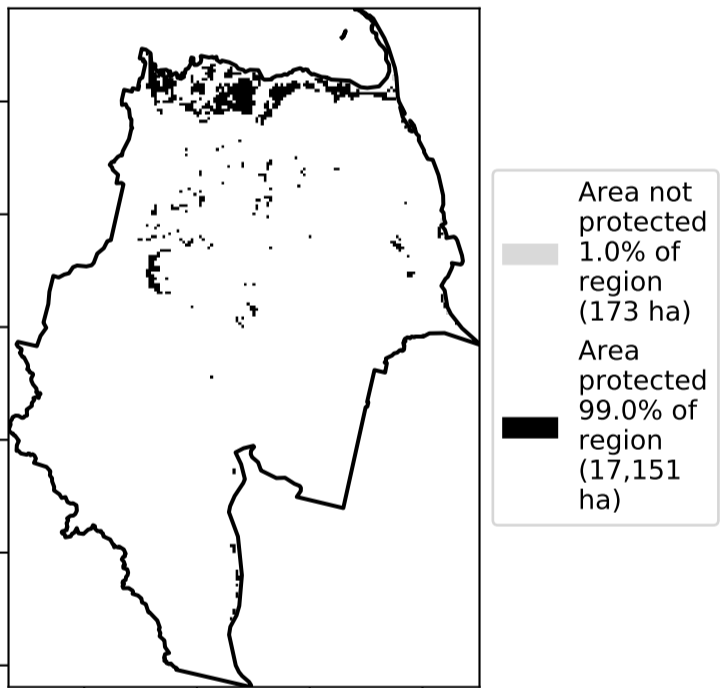 Area not
protected
1.0% of
region
(173 ha)
Area
protected
99.0% of
region
(17,151
ha)